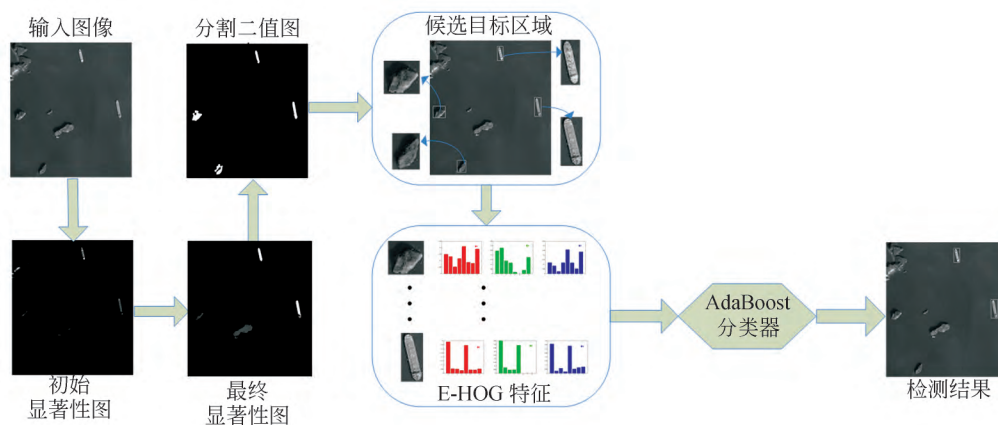 输入图像
分割二值图
候选目标区域
初始
显著性图
最终
显著性图
E-HOG 特征
AdaBoost
分类器
检测结果